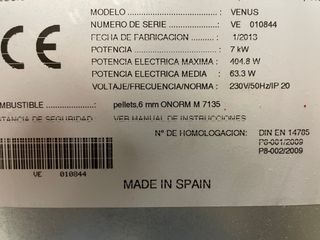 MODELO : VENUS
NUMERO DE SERIE : VE 010844
FECHA DE FABRICACION : 1/2013
POTENCIA : 7 kW
POTENCIA ELECTRICA MAXIMA : 404.8 W
POTENCIA ELECTRICA MEDIA : 63.3 W
VOLTAJE/FRECUENCIA/NORMA : 230V/50Hz/IP 20
OMBUSTIBLE : pellets,6 mm ONORM M 7135
STANCIA DE SEGURIDAD : VER MANUAL DE INSTRUCCIONES
Nº DE HOMOLOGACION: DIN EN 14785
P8-001/2009
P8-002/2009
VE 010844
MADE IN SPAIN